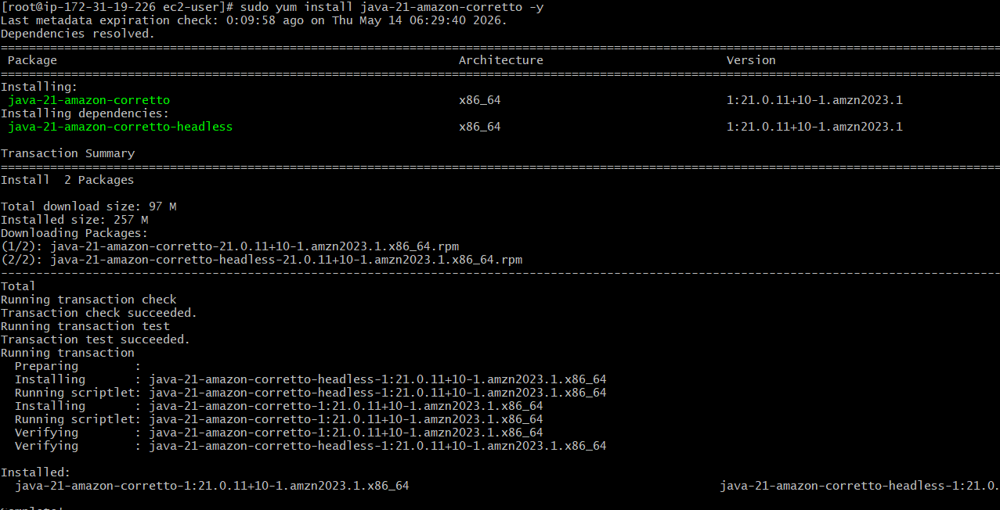 [root@ip-172-31-19-226 ec2-user]# sudo yum install java-21-amazon-corretto -y
Last metadata expiration check: 0:09:58 ago on Thu May 14 06:29:40 2026.
Dependencies resolved.
Package Architecture Version
Installing:
java-21-amazon-corretto x86_64 1:21.0.11+10-1.amzn2023.1
Installing dependencies:
java-21-amazon-corretto-headless x86_64 1:21.0.11+10-1.amzn2023.1
Transaction Summary
Install 2 Packages
Total download size: 97 M
Installed size: 257 M
Downloading Packages:
(1/2): java-21-amazon-corretto-21.0.11+10-1.amzn2023.1.x86_64.rpm
(2/2): java-21-amazon-corretto-headless-21.0.11+10-1.amzn2023.1.x86_64.rpm
Total
Running transaction check
Transaction check succeeded.
Running transaction test
Transaction test succeeded.
Running transaction
Preparing :
Installing : java-21-amazon-corretto-headless-1:21.0.11+10-1.amzn2023.1.x86_64
Running scriptlet: java-21-amazon-corretto-headless-1:21.0.11+10-1.amzn2023.1.x86_64
Installing : java-21-amazon-corretto-1:21.0.11+10-1.amzn2023.1.x86_64
Running scriptlet: java-21-amazon-corretto-1:21.0.11+10-1.amzn2023.1.x86_64
Verifying : java-21-amazon-corretto-1:21.0.11+10-1.amzn2023.1.x86_64
Verifying : java-21-amazon-corretto-headless-1:21.0.11+10-1.amzn2023.1.x86_64
Installed:
java-21-amazon-corretto-1:21.0.11+10-1.amzn2023.1.x86_64 java-21-amazon-corretto-headless-1:21.0.